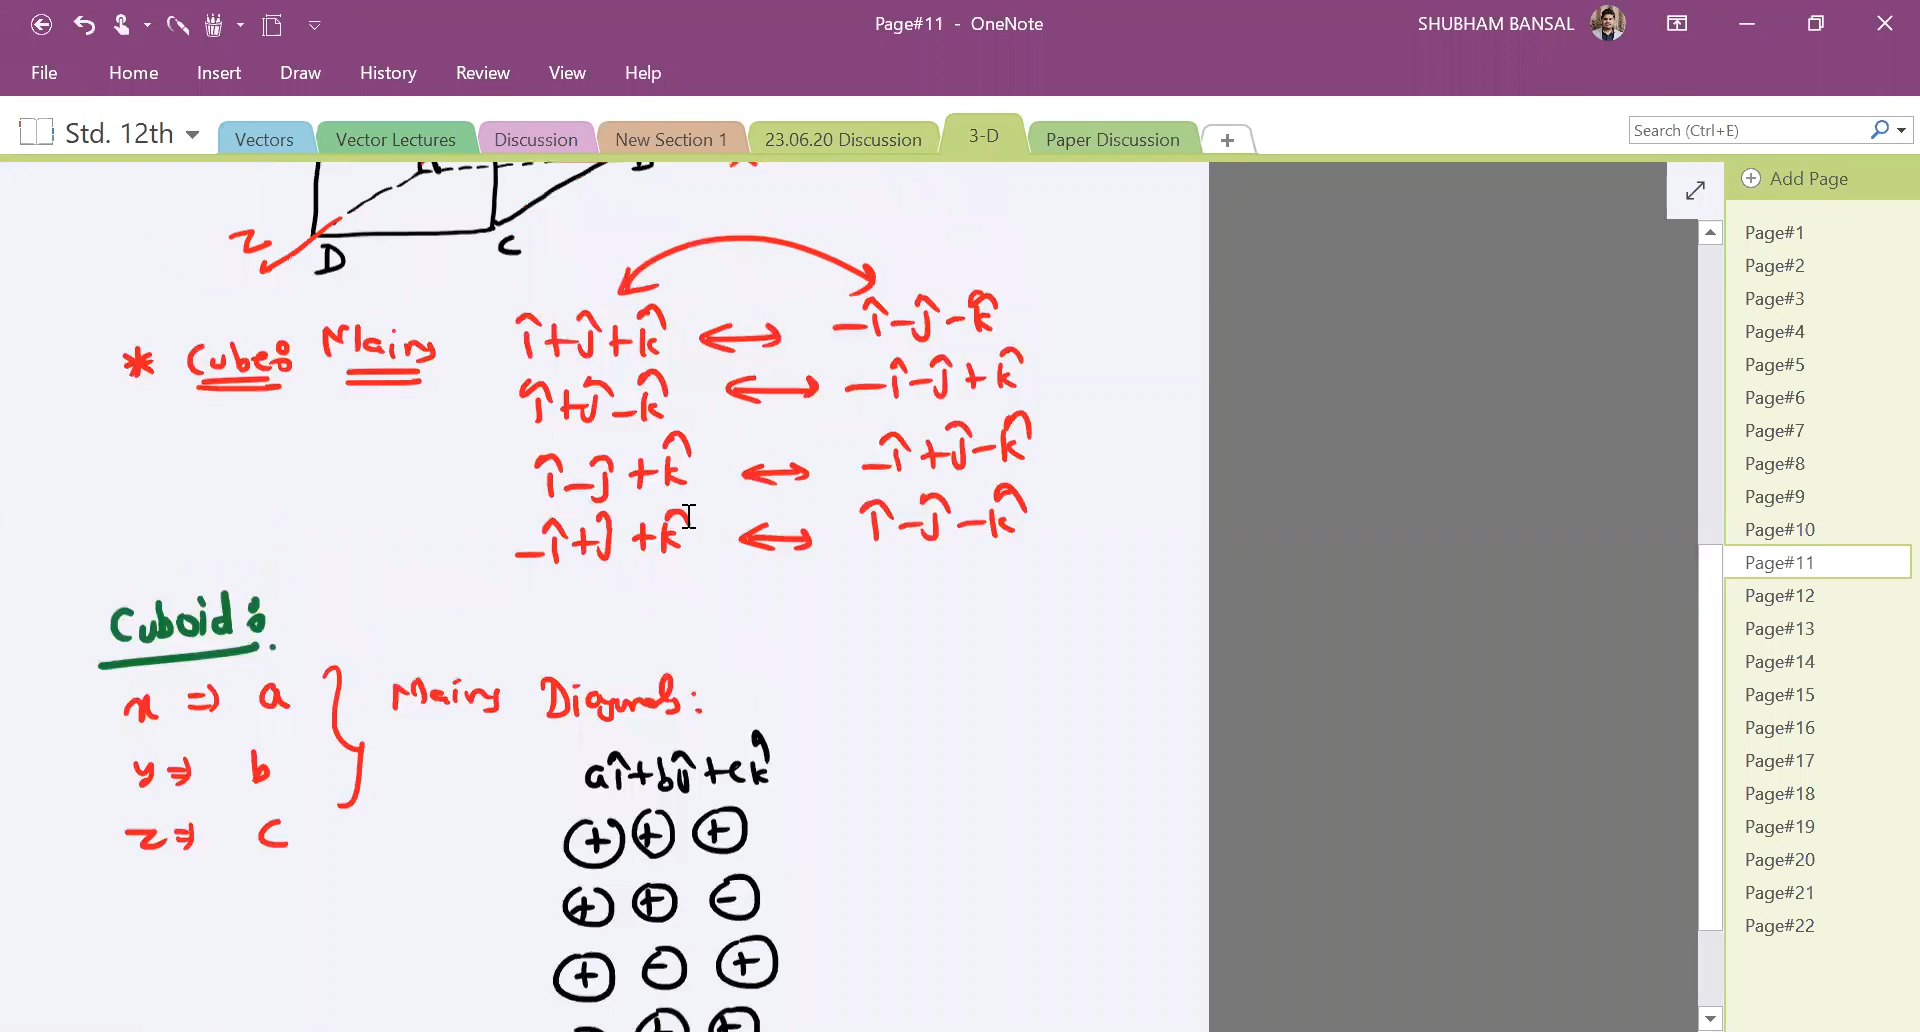 Page#11 - OneNote
SHUBHAM BANSAL
File Home Insert Draw History Review View Help
Std. 12th
Vectors
Vector Lectures
Discussion
New Section 1
23.06.20 Discussion
3-D
Paper Discussion
Search (Ctrl+E)
Add Page
Page#1
Page#2
Page#3
Page#4
Page#5
Page#6
Page#7
Page#8
Page#9
Page#10
Page#11
Page#12
Page#13
Page#14
Page#15
Page#16
Page#17
Page#18
Page#19
Page#20
Page#21
Page#22
Z D C
* Cube: Mains
î+ĵ+k̂ ↔ -î-ĵ-k̂
î+ĵ-k̂ ↔ -î-ĵ+k̂
î-ĵ+k̂ ↔ -î+ĵ-k̂
-î+ĵ+k̂ ↔ î-ĵ-k̂
Cuboid:
x ⇒ a
y ⇒ b
z ⇒ c
Mains Diagonals:
aî+bĵ+ck̂
+ + +
+ + -
+ - +